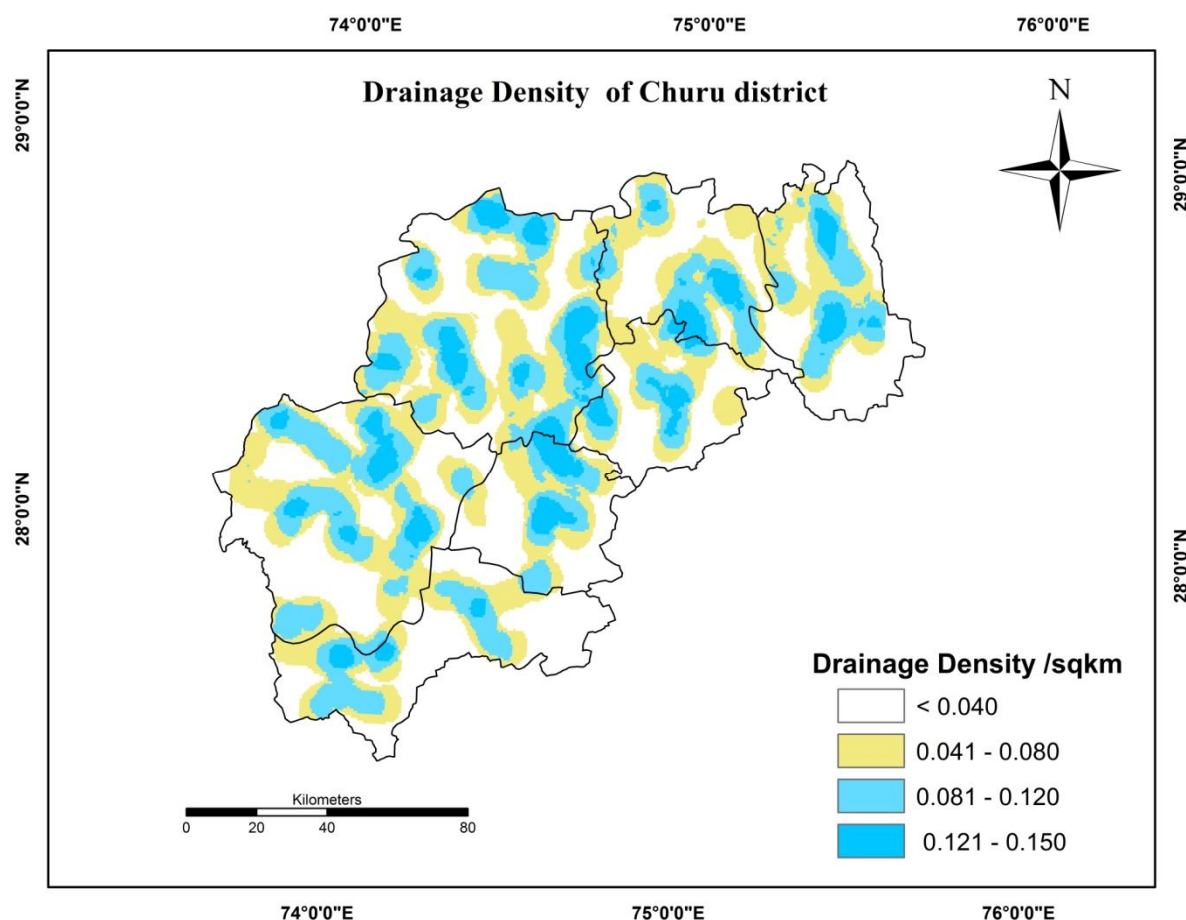 74°0'0"E 75°0'0"E 76°0'0"E
29°0'0"N
Drainage Density of Churu district
N
29°0'0"N
28°0'0"N
28°0'0"N
Drainage Density /sqkm
< 0.040
0.041 - 0.080
0.081 - 0.120
0.121 - 0.150
Kilometers
0 20 40 80
74°0'0"E 75°0'0"E 76°0'0"E